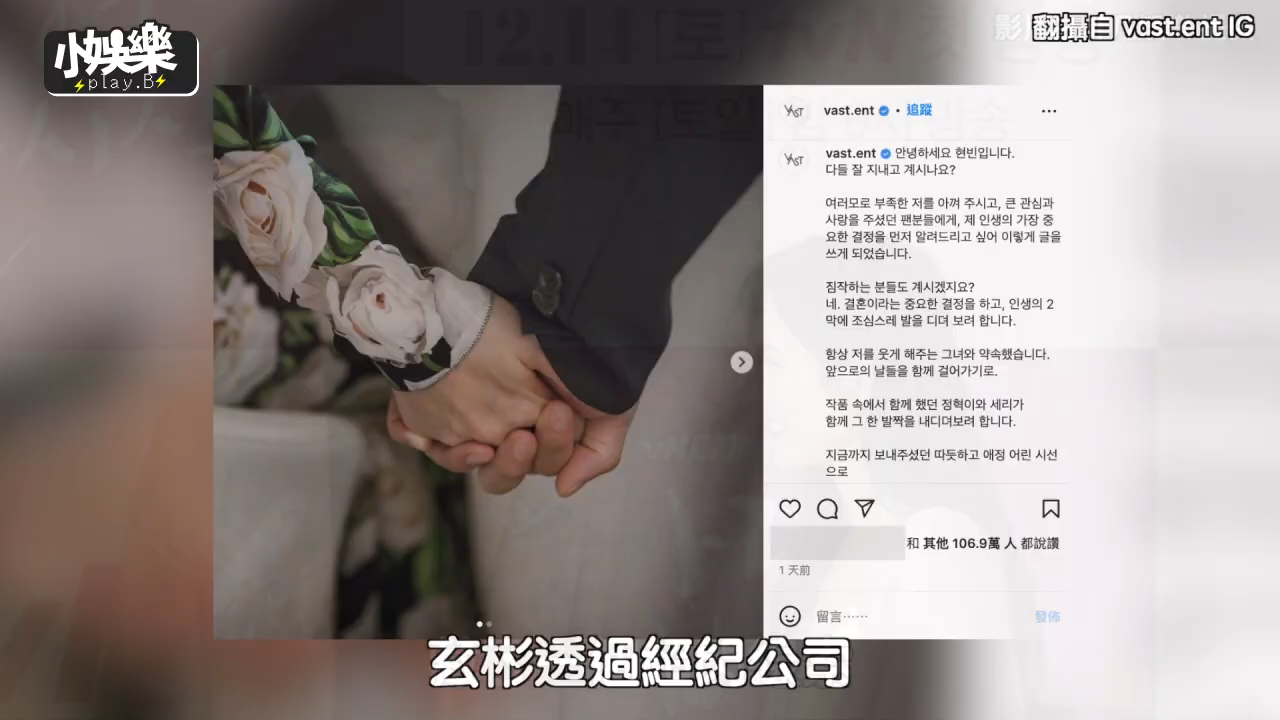 小娛樂
play.B
影/翻攝自 vast.ent IG
vast.ent • 追蹤
vast.ent 안녕하세요 현빈입니다.
다들 잘 지내고 계시나요?
여러모로 부족한 저를 아껴 주시고, 큰 관심과
사랑을 주셨던 팬분들에게, 제 인생의 가장 중
요한 결정을 먼저 알려드리고 싶어 이렇게 글을
쓰게 되었습니다.
짐작하는 분들도 계시겠지요?
네. 결혼이라는 중요한 결정을 하고, 인생의 2
막에 조심스레 발을 디뎌 보려 합니다.
항상 저를 웃게 해주는 그녀와 약속했습니다.
앞으로의 날들을 함께 걸어가기로.
작품 속에서 함께 했던 정혁이와 세리가
함께 그 한 발짝을 내디뎌보려 합니다.
지금까지 보내주셨던 따듯하고 애정 어린 시선
으로
和 其他 106.9萬 人 都說讚
1 天前
留言⋯⋯
發佈
玄彬透過經紀公司